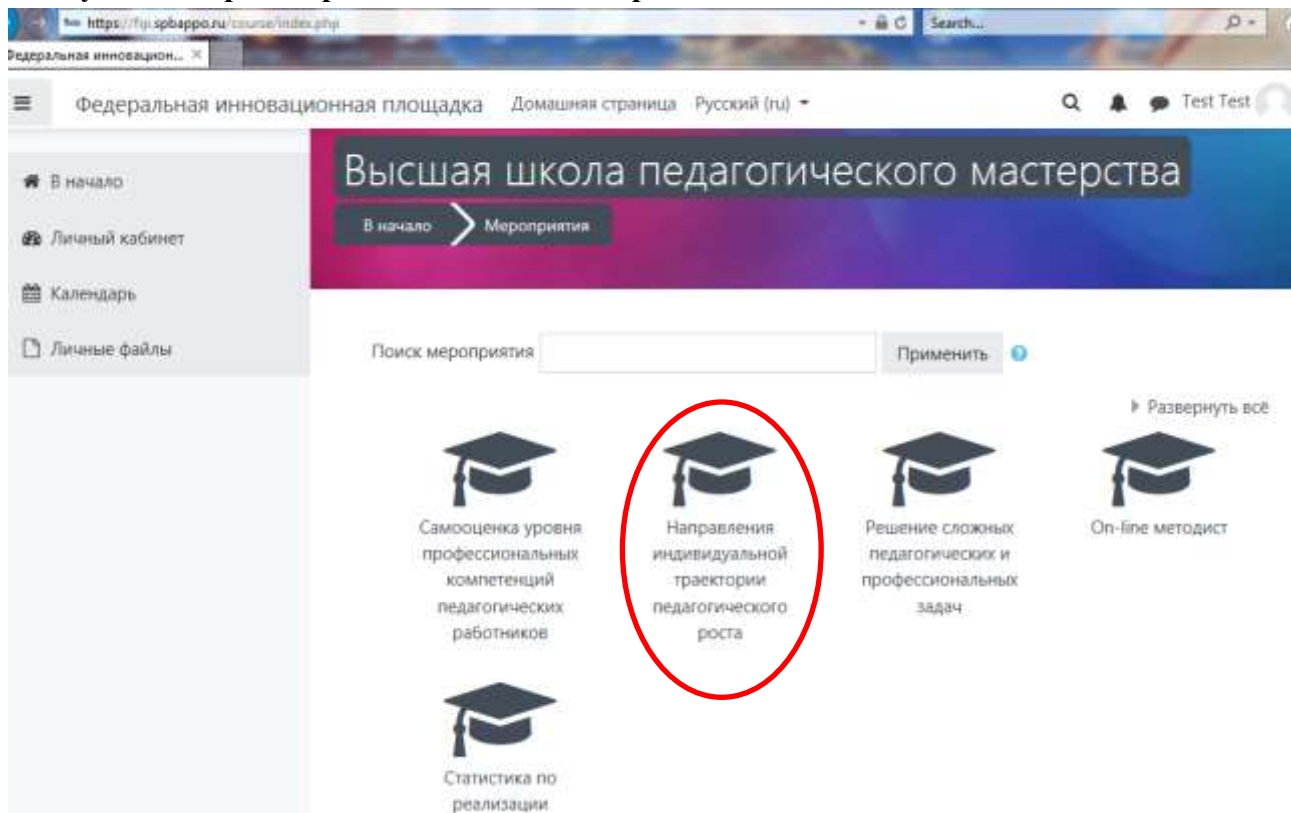 https://fip.spbappo.ru/course/index.php
Search...
Федеральная инновацион...
Федеральная инновационная площадка Домашняя страница Русский (ru)
Test Test
В начало
Личный кабинет
Календарь
Личные файлы
Высшая школа педагогического мастерства
В начало Мероприятия
Поиск мероприятия
Применить
Развернуть всё
Самооценка уровня
профессиональных
компетенций
педагогических
работников
Направления
индивидуальной
траектории
педагогического
роста
Решение сложных
педагогических и
профессиональных
задач
On-line методист
Статистика по
реализации